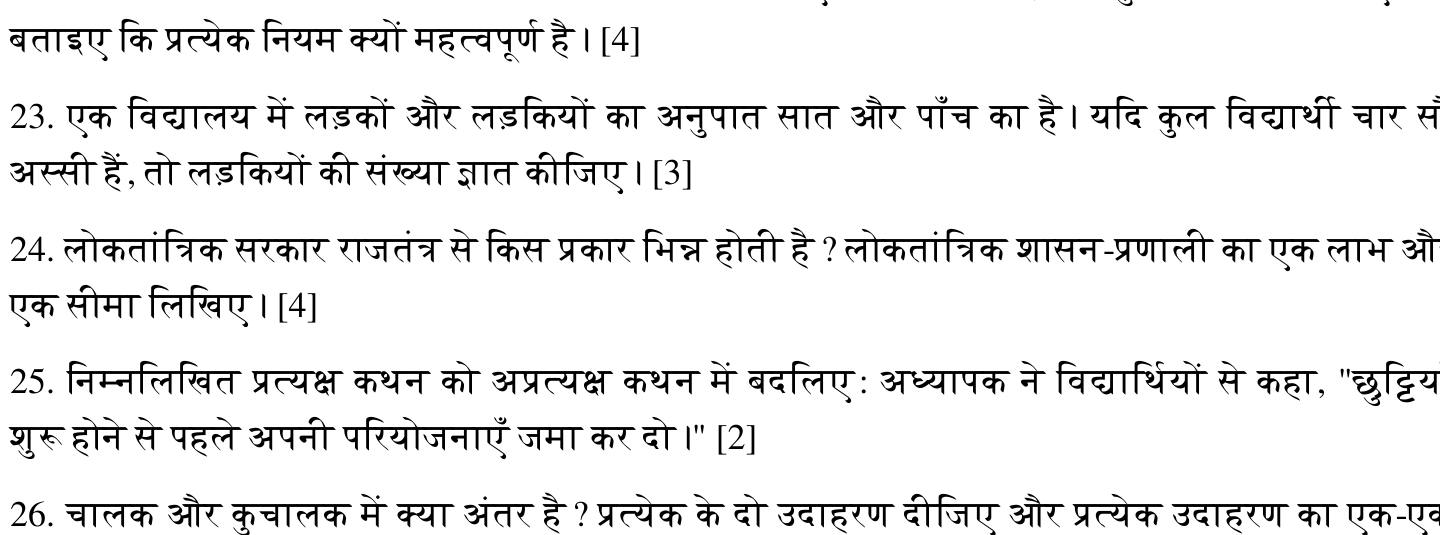 बताइए कि प्रत्येक नियम क्यों महत्वपूर्ण है। [4]
23. एक विद्यालय में लड़कों और लड़कियों का अनुपात सात और पाँच का है। यदि कुल विद्यार्थी चार सौ
अस्सी हैं, तो लड़कियों की संख्या ज्ञात कीजिए। [3]
24. लोकतांत्रिक सरकार राजतंत्र से किस प्रकार भिन्न होती है ? लोकतांत्रिक शासन-प्रणाली का एक लाभ
एक सीमा लिखिए। [4]
25. निम्नलिखित प्रत्यक्ष कथन को अप्रत्यक्ष कथन में बदलिए: अध्यापक ने विद्यार्थियों से कहा,
शुरू होने से पहले अपनी परियोजनाएँ जमा कर दो।" [2]
26. चालक और कुचालक में क्या अंतर है ? प्रत्येक के दो उदाहरण दीजिए और प्रत्येक उदाहरण का